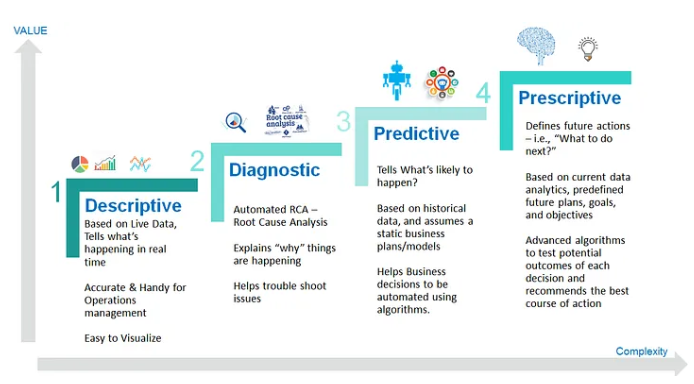 VALUE
1
Descriptive
Based on Live Data,
Tells what's
happening in real
time
Accurate & Handy for
Operations
management
Easy to Visualize
2
Root cause
analysis
Diagnostic
Automated RCA –
Root Cause Analysis
Explains “why” things
are happening
Helps trouble shoot
issues
3
Predictive
Tells What's likely to
happen?
Based on historical
data, and assumes a
static business
plans/models
Helps Business
decisions to be
automated using
algorithms.
4
Prescriptive
Defines future actions
– i.e., “What to do
next?”
Based on current data
analytics, predefined
future plans, goals,
and objectives
Advanced algorithms
to test potential
outcomes of each
decision and
recommends the best
course of action
Complexity